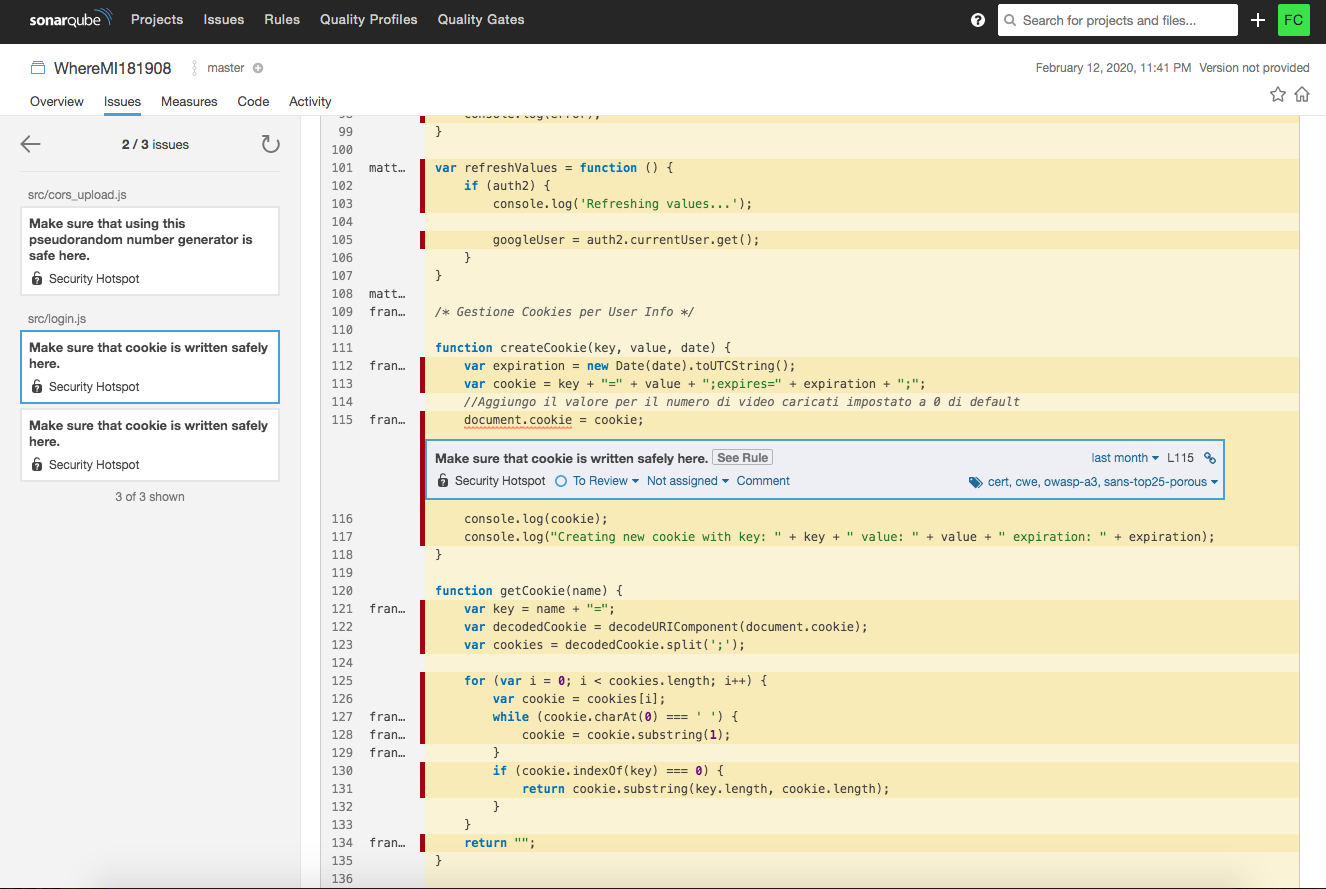 sonarqube Projects Issues Rules Quality Profiles Quality Gates ? Search for projects and files... + FC
WhereMI181908 master February 12, 2020, 11:41 PM Version not provided
Overview Issues Measures Code Activity
2 / 3 issues
src/cors_upload.js
Make sure that using this
pseudorandom number generator is
safe here.
Security Hotspot
src/login.js
Make sure that cookie is written safely
here.
Security Hotspot
Make sure that cookie is written safely
here.
Security Hotspot
3 of 3 shown
98 console.log(error);
99 }
100
101 matt... var refreshValues = function () {
102 if (auth2) {
103 console.log('Refreshing values...');
104
105 googleUser = auth2.currentUser.get();
106 }
107 }
108 matt...
109 fran... /* Gestione Cookies per User Info */
110
111 function createCookie(key, value, date) {
112 fran... var expiration = new Date(date).toUTCString();
113 var cookie = key + "=" + value + ";expires=" + expiration + ";";
114 //Aggiungo il valore per il numero di video caricati impostato a 0 di default
115 fran... document.cookie = cookie;
Make sure that cookie is written safely here. See Rule last month L115
Security Hotspot To Review Not assigned Comment cert, cwe, owasp-a3, sans-top25-porous
116 console.log(cookie);
117 console.log("Creating new cookie with key: " + key + " value: " + value + " expiration: " + expiration);
118 }
119
120 function getCookie(name) {
121 fran... var key = name + "=";
122 var decodedCookie = decodeURIComponent(document.cookie);
123 var cookies = decodedCookie.split(';');
124
125 for (var i = 0; i < cookies.length; i++) {
126 var cookie = cookies[i];
127 fran... while (cookie.charAt(0) === ' ') {
128 fran... cookie = cookie.substring(1);
129 fran... }
130 if (cookie.indexOf(key) === 0) {
131 return cookie.substring(key.length, cookie.length);
132 }
133 }
134 fran... return "";
135 }
136